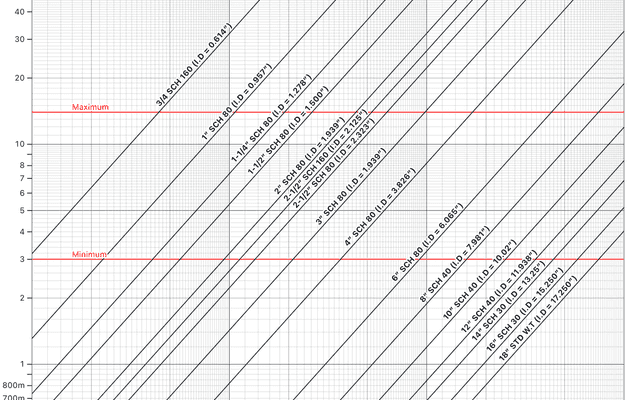 40
30
20
10
8
7
6
5
4
3
2
1
800m
700m
Maximum
Minimum
3/4 SCH 160 (I.D = 0.614")
1" SCH 80 (I.D = 0.957")
1-1/4" SCH 80 (I.D = 1.278")
1-1/2" SCH 80 (I.D = 1.500")
2" SCH 80 (I.D = 1.939")
2-1/2" SCH 160 (I.D = 2.125")
2-1/2" SCH 80 (I.D = 2.323")
3" SCH 80 (I.D = 1.939")
4" SCH 80 (I.D = 3.826")
6" SCH 80 (I.D = 6.065")
8" SCH 40 (I.D = 7.981")
10" SCH 40 (I.D = 10.02")
12" SCH 40 (I.D = 11.938")
14" SCH 30 (I.D = 13.25")
16" SCH 30 (I.D = 15.250")
18" STD W.T (I.D = 17.250")